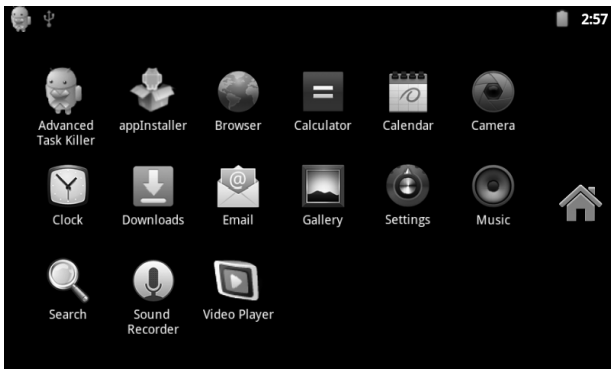 2:57
Advanced
Task Killer
appInstaller
Browser
Calculator
Calendar
Camera
Clock
Downloads
Email
Gallery
Settings
Music
Search
Sound
Recorder
Video Player